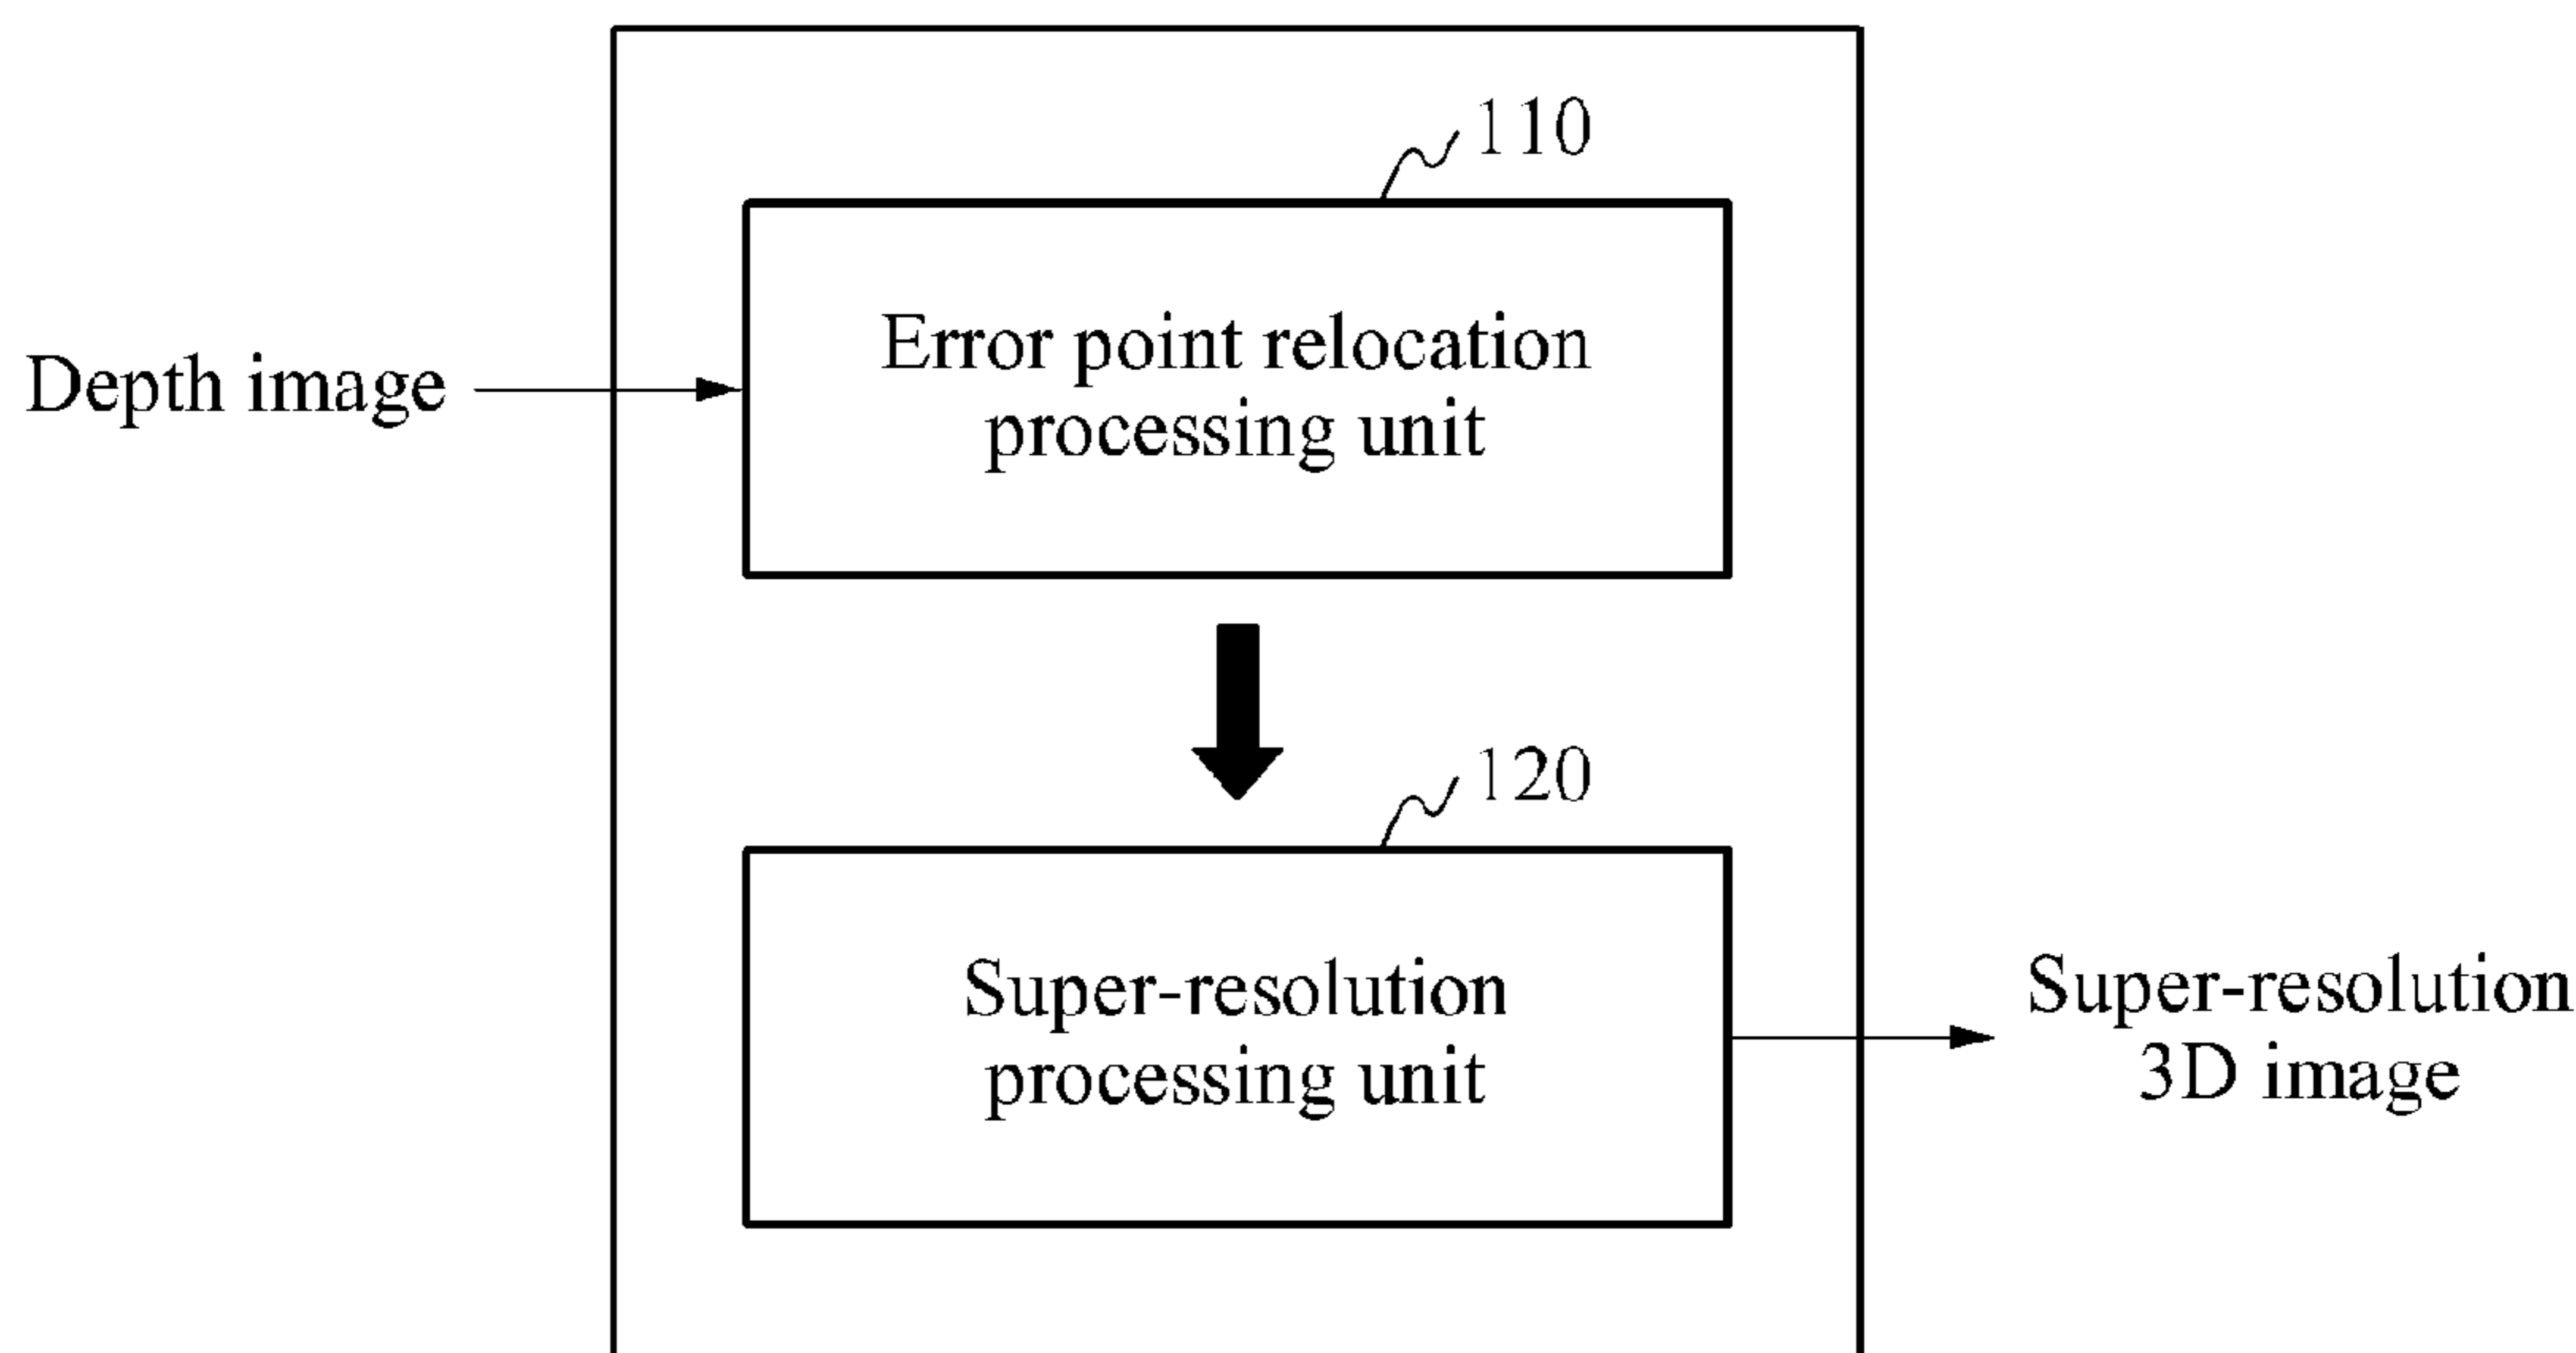 110
Error point relocation
processing unit
Depth image
120
Super-resolution
processing unit
Super-resolution
3D image